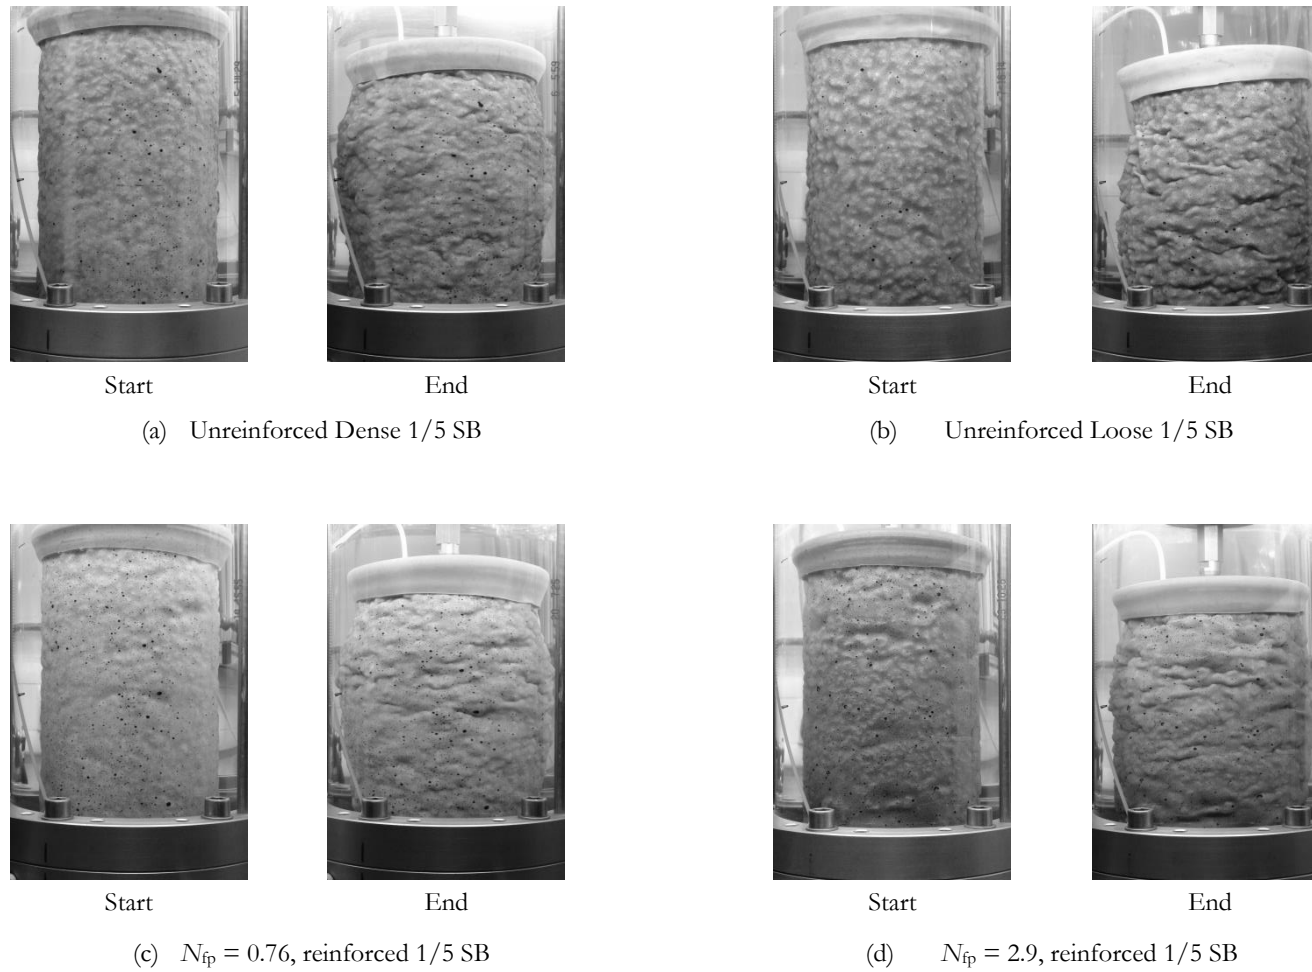 Start
End
(a) Unreinforced Dense 1/5 SB
Start
End
(b) Unreinforced Loose 1/5 SB
Start
End
(c) Nfp = 0.76, reinforced 1/5 SB
Start
End
(d) Nfp = 2.9, reinforced 1/5 SB